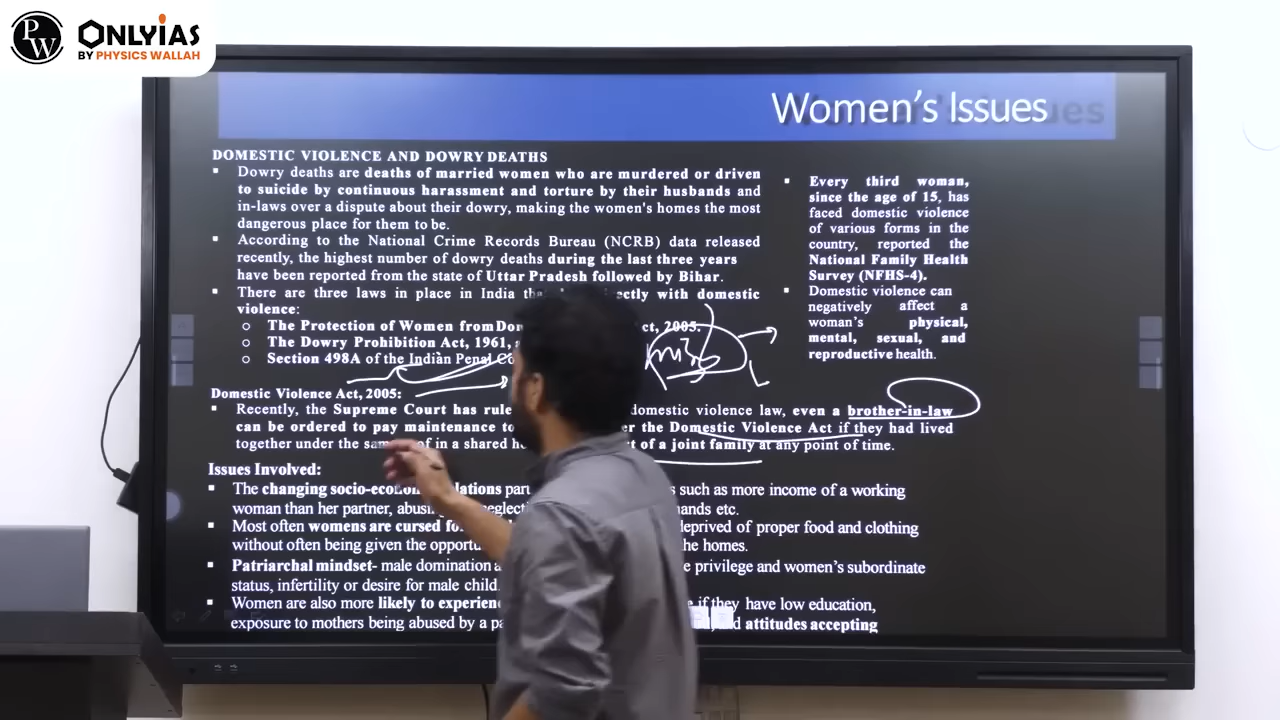 PW
ONLYIAS
BY PHYSICS WALLAH
Women's Issues
DOMESTIC VIOLENCE AND DOWRY DEATHS
▪ Dowry deaths are deaths of married women who are murdered or driven
to suicide by continuous harassment and torture by their husbands and
in-laws over a dispute about their dowry, making the women's homes the most
dangerous place for them to be.
▪ According to the National Crime Records Bureau (NCRB) data released
recently, the highest number of dowry deaths during the last three years
have been reported from the state of Uttar Pradesh followed by Bihar.
▪ There are three laws in place in India directly with domestic
violence:
o The Protection of Women from 2005.
o The Dowry Prohibition Act, 1961,
o Section 498A of the Indian Penal
▪ Every third woman,
since the age of 15, has
faced domestic violence
of various forms in the
country, reported the
National Family Health
Survey (NFHS-4).
▪ Domestic violence can
negatively affect a
woman's physical,
mental, sexual, and
reproductive health.
Domestic Violence Act, 2005:
▪ Recently, the Supreme Court has domestic violence law, even a brother-in-law
can be ordered to pay maintenance to the Domestic Violence Act if they had lived
together under the in a shared of a joint family at any point of time.
Issues Involved:
▪ The changing socio-economic relations such as more income of a working
woman than her partner, etc.
▪ Most often womens are cursed deprived of proper food and clothing
without often being given the the homes.
▪ Patriarchal mindset- male domination privilege and women's subordinate
status, infertility or desire for male child.
▪ Women are also more likely to if they have low education,
exposure to mothers being abused by a and attitudes accepting